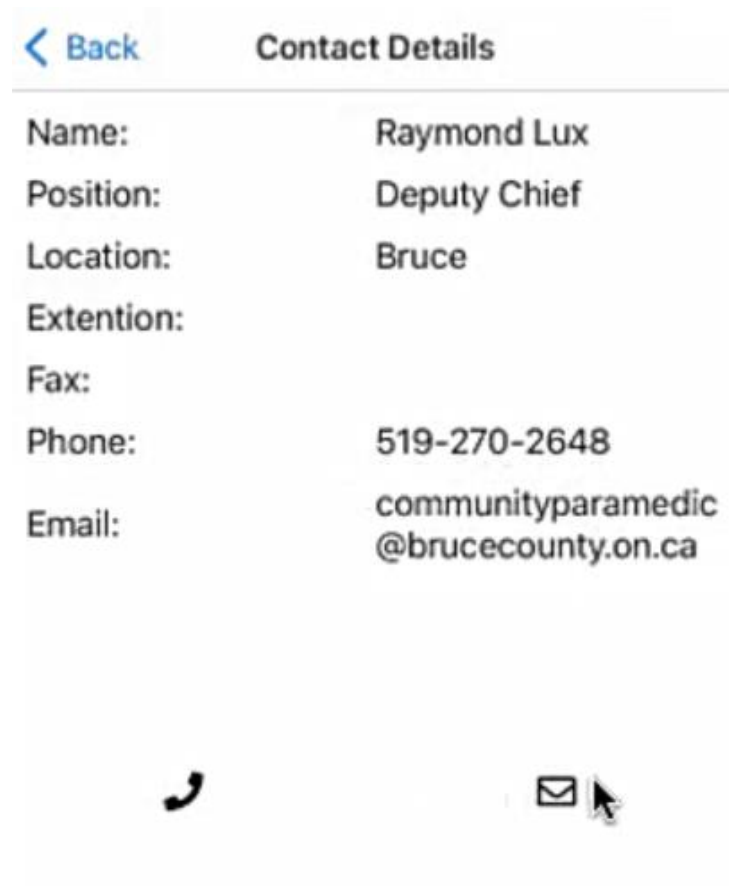 Back Contact Details
Name: Raymond Lux
Position: Deputy Chief
Location: Bruce
Extention:
Fax:
Phone: 519-270-2648
Email: communityparamedic
@brucecounty.on.ca